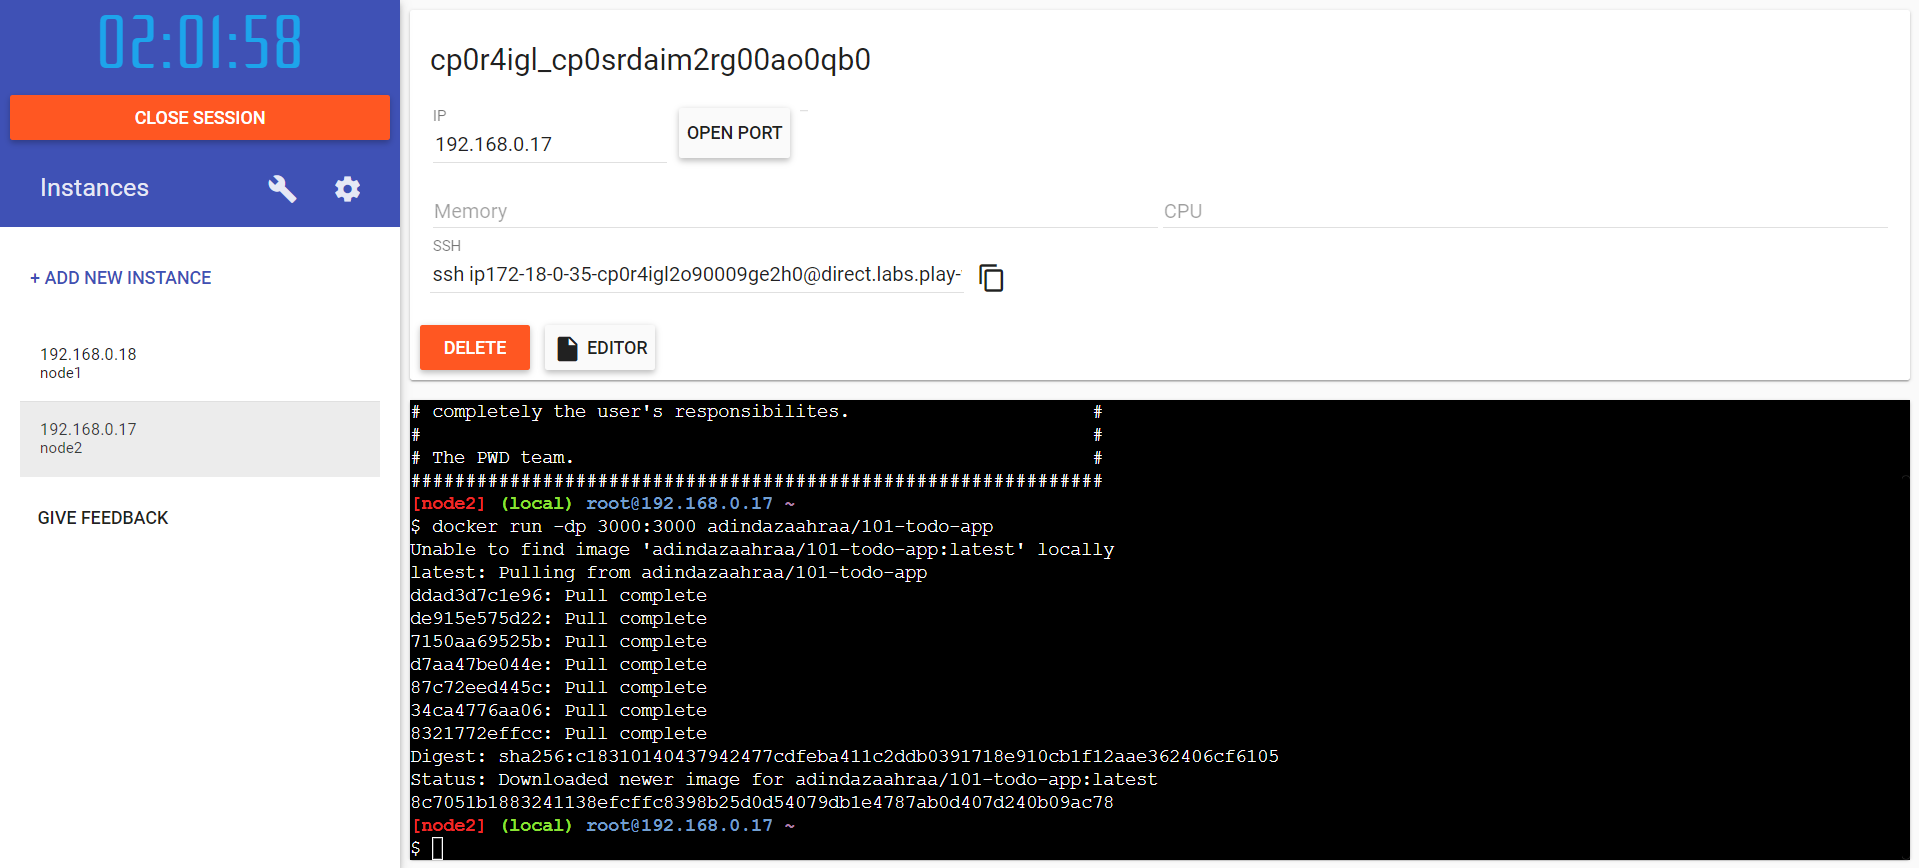 02:01:58
CLOSE SESSION
Instances
+ ADD NEW INSTANCE
192.168.0.18
node1
192.168.0.17
node2
GIVE FEEDBACK
cp0r4igl_cp0srdaim2rg00ao0qb0
IP
192.168.0.17
OPEN PORT
Memory
CPU
SSH
ssh ip172-18-0-35-cp0r4igl2o90009ge2h0@direct.labs.play-
DELETE
EDITOR
# completely the user's responsibilites. #
# #
# The PWD team. #
###############################################################
[node2] (local) root@192.168.0.17 ~
$ docker run -dp 3000:3000 adindazaahraa/101-todo-app
Unable to find image 'adindazaahraa/101-todo-app:latest' locally
latest: Pulling from adindazaahraa/101-todo-app
ddad3d7c1e96: Pull complete
de915e575d22: Pull complete
7150aa69525b: Pull complete
d7aa47be044e: Pull complete
87c72eed445c: Pull complete
34ca4776aa06: Pull complete
8321772effcc: Pull complete
Digest: sha256:c18310140437942477cdfeba411c2ddb0391718e910cb1f12aae362406cf6105
Status: Downloaded newer image for adindazaahraa/101-todo-app:latest
8c7051b1883241138efcffc8398b25d0d54079db1e4787ab0d407d240b09ac78
[node2] (local) root@192.168.0.17 ~
$